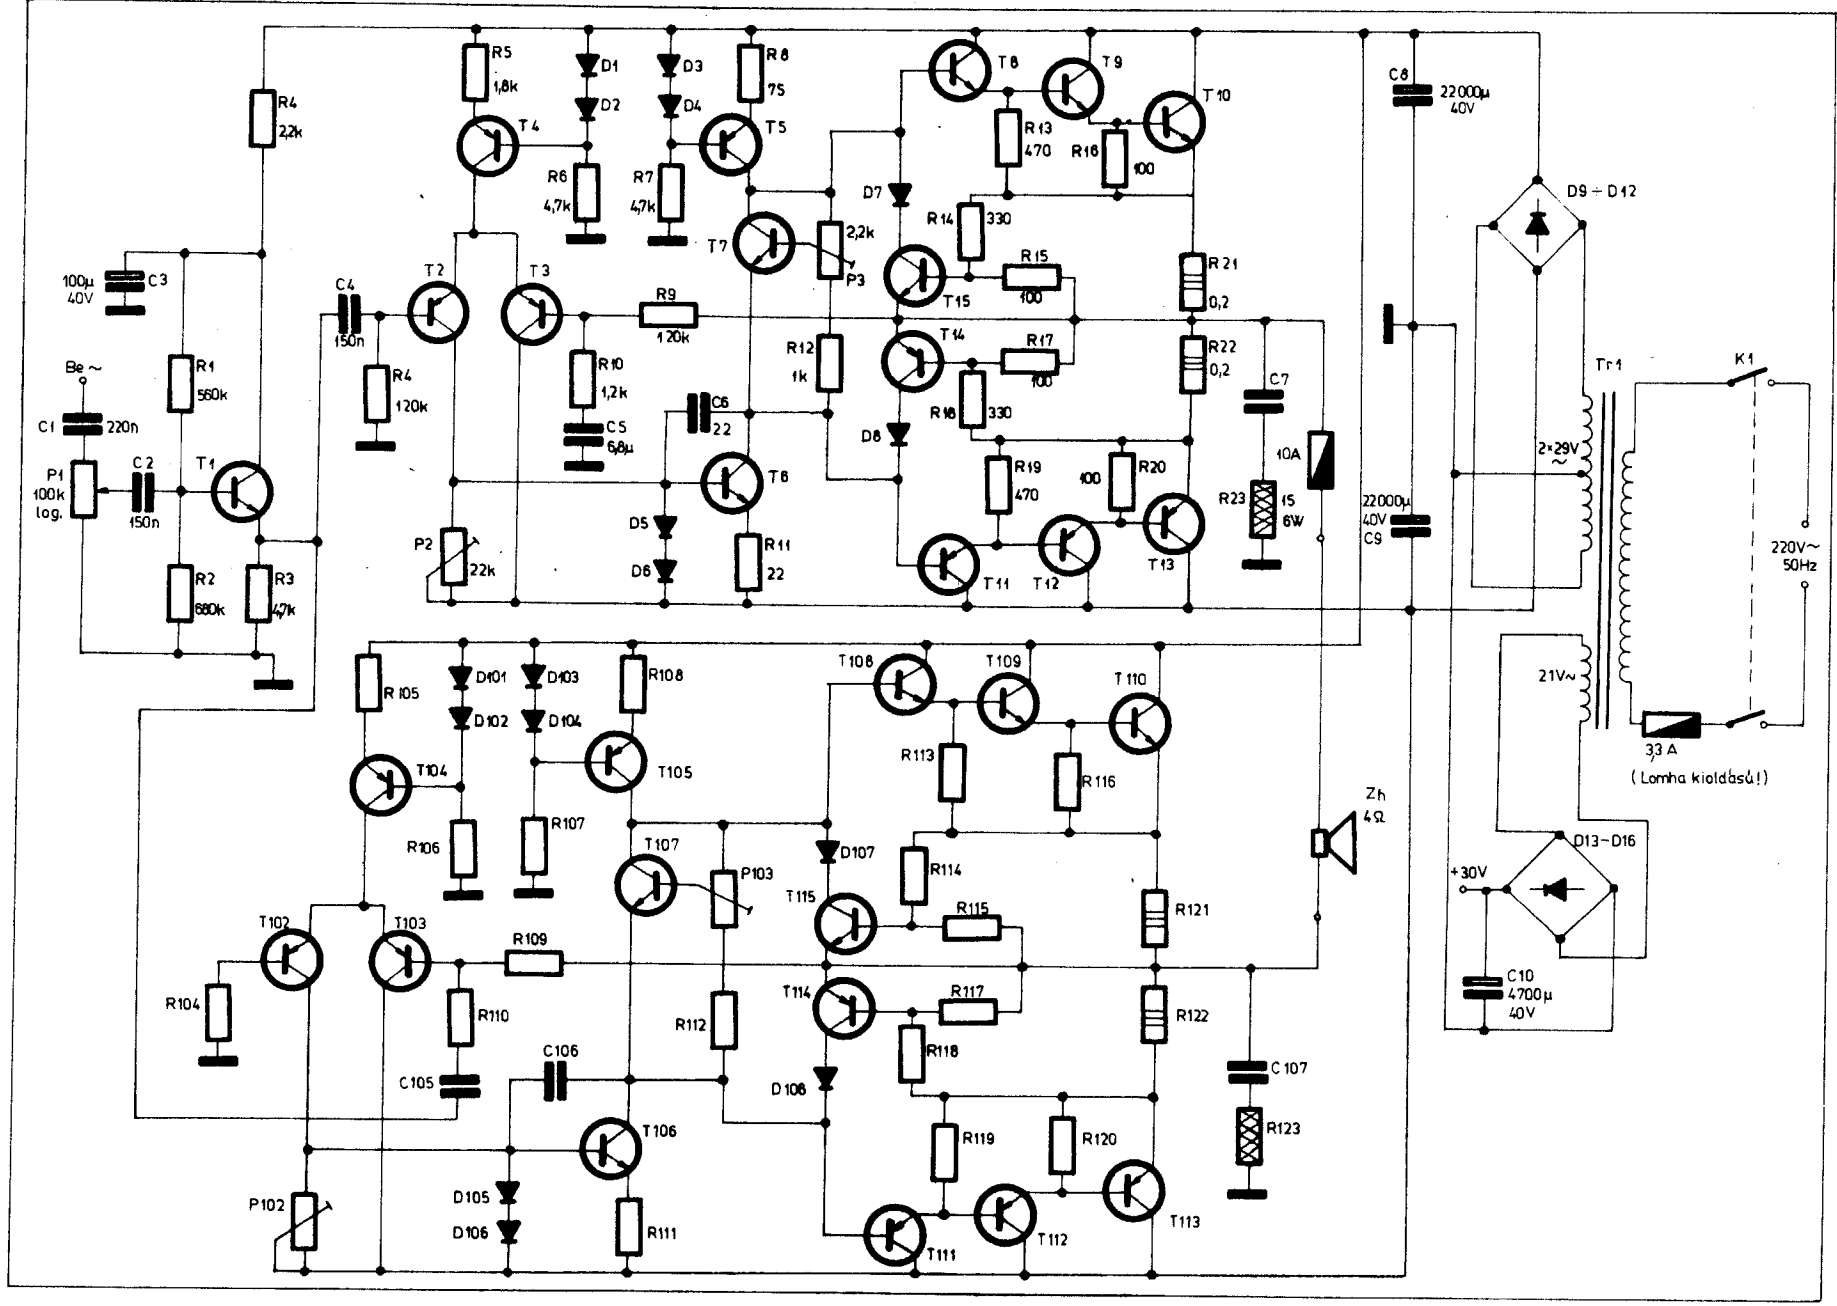 R5
1,8k
D1
D2
D3
D4
R8
75
T8
T9
T10
C8
22000µ
40V
R4
2,2k
T4
T5
R13
470
R16
100
R6
4,7k
R7
4,7k
D7
D9÷D12
R14
330
T7
2,2k
P3
R15
100
R21
0,2
100µ
40V
C3
C4
150n
T2
T3
R9
120k
T15
T14
R12
1k
R17
100
R22
0,2
Tr1
K1
Be ~
R1
560k
R4
120k
R10
1,2k
C6
22
R18
330
C7
C1
220n
C5
6,8µ
D8
10A
2×29V
~
P1
100k
log.
C2
150n
T1
T6
R19
470
100
R20
R23
15
6W
22000µ
40V
C9
P2
22k
D5
D6
R11
22
T11
T12
T13
220V~
50Hz
R2
680k
R3
4,7k
R105
D101
D102
D103
D104
R108
T108
T109
T110
21V~
T104
T105
R113
R116
3,3 A
(Lomha kioldású!)
Zh
4Ω
R106
R107
T107
P103
D107
R114
D13-D16
+30V
T102
T103
R109
T115
R115
R121
R104
R110
R112
T114
R117
R122
C10
4700µ
40V
C105
C106
R118
D108
C107
T106
R119
R120
R123
P102
D105
D106
R111
T111
T112
T113